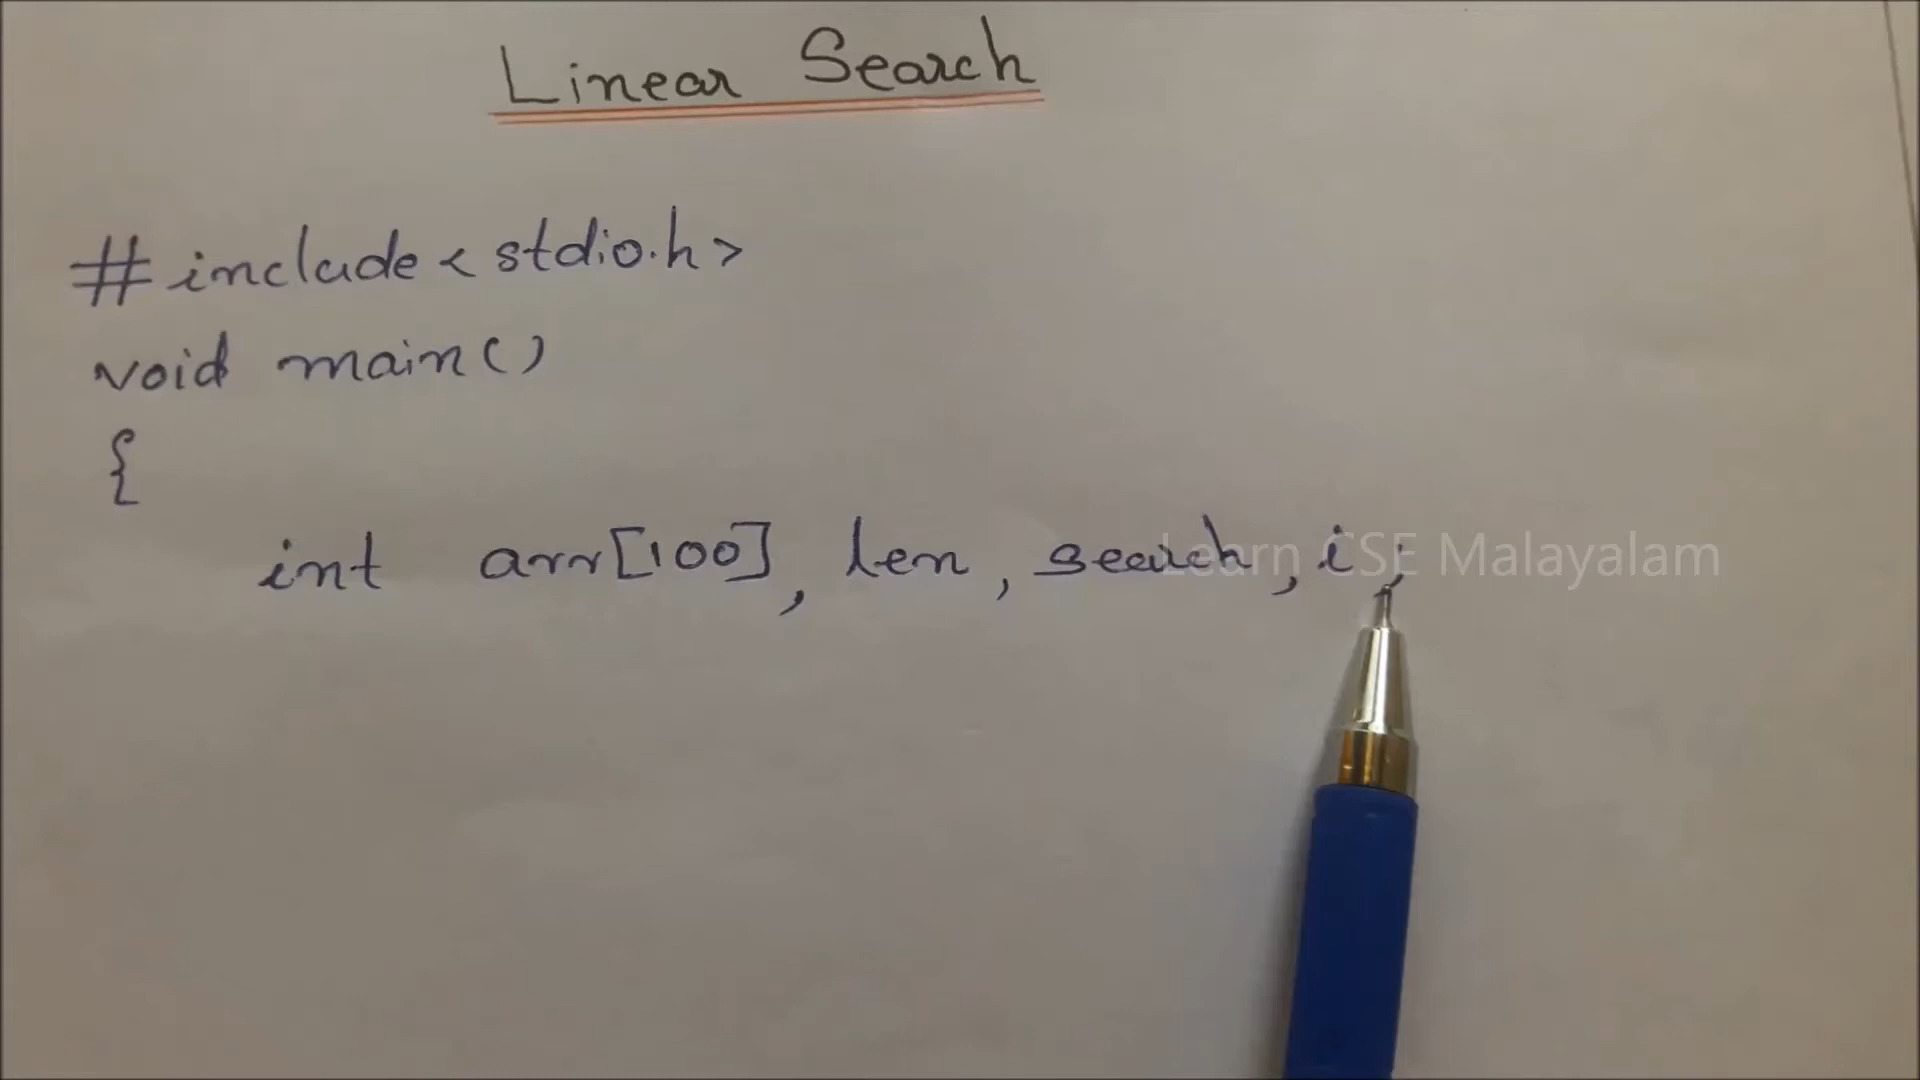 Linear Search
#include<stdio.h>
void main()
{
int arr[100], len, search, i;
Learn CSE Malayalam